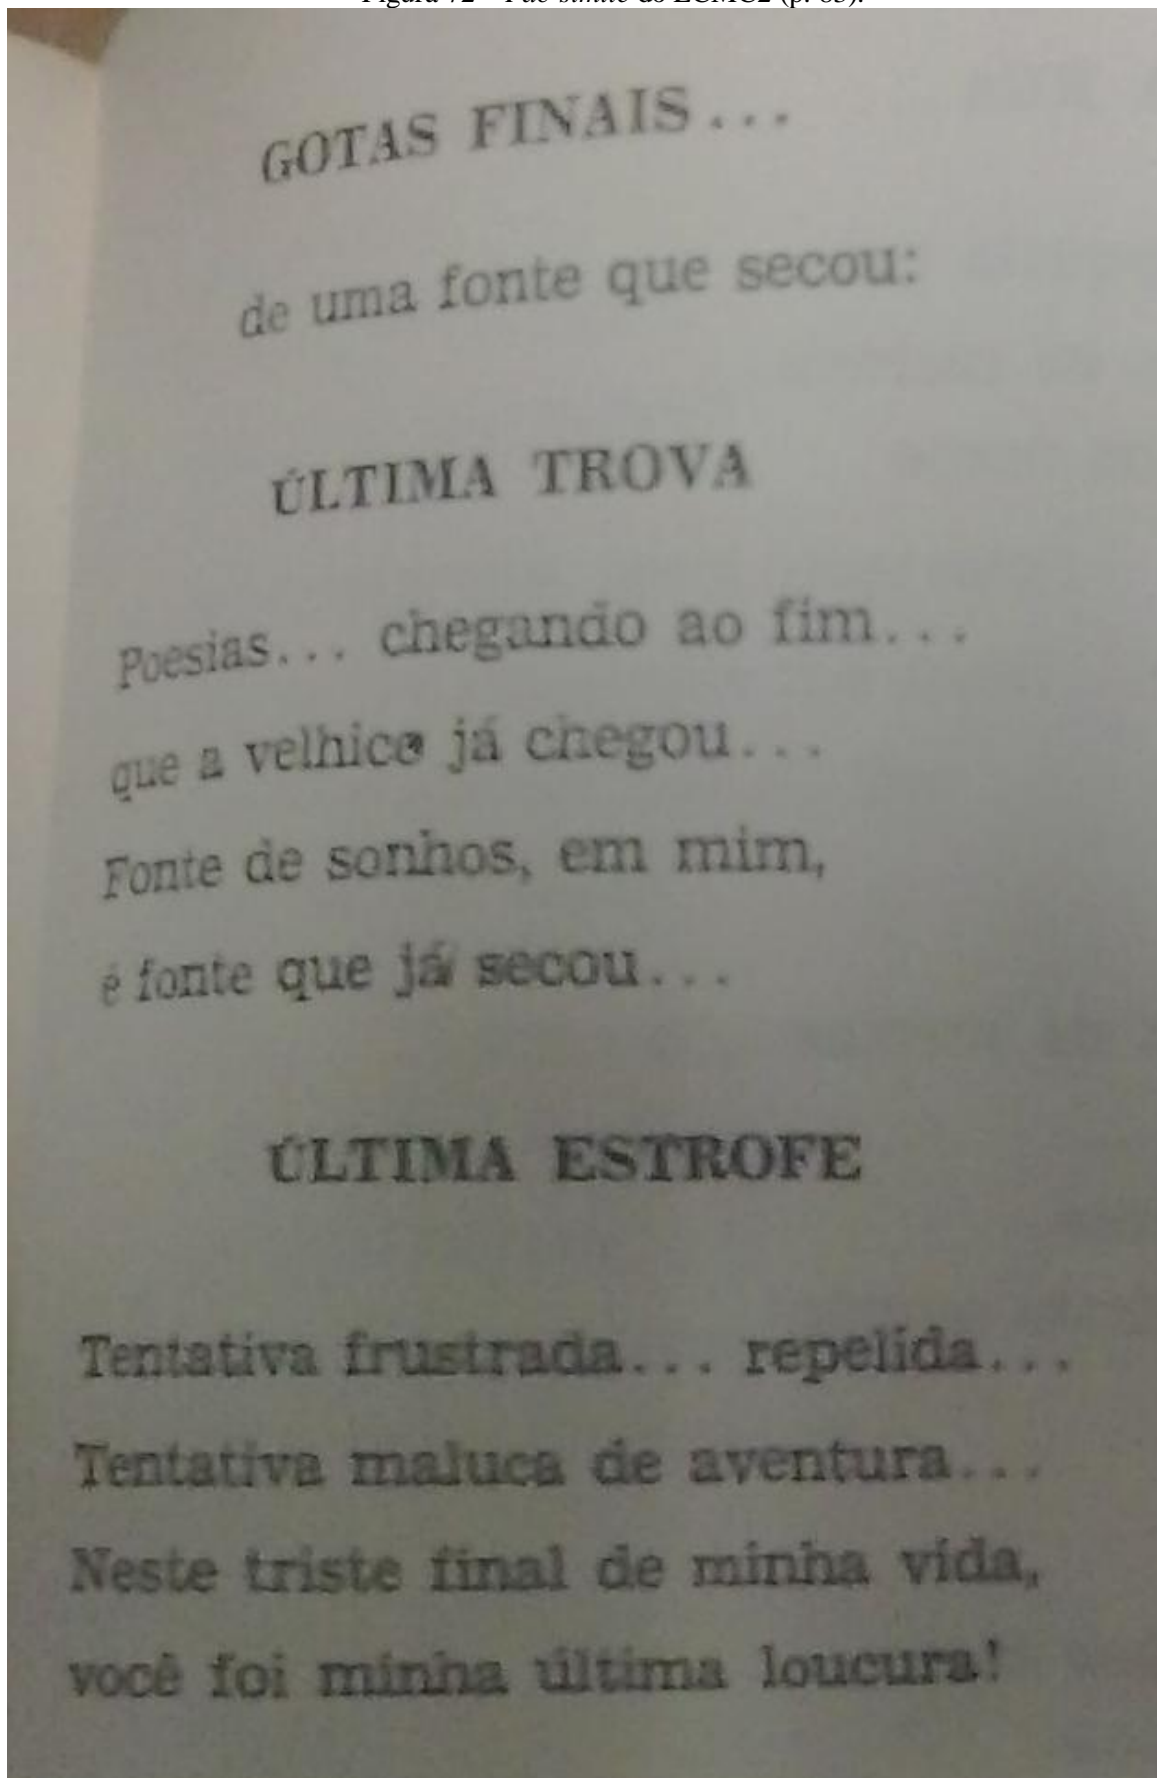 GOTAS FINAIS...
de uma fonte que secou:
ÚLTIMA TROVA
Poesias... chegando ao fim...
que a velhice já chegou...
Fonte de sonhos, em mim,
é fonte que já secou...
ÚLTIMA ESTROFE
Tentativa frustrada... repelida...
Tentativa maluca de aventura...
Neste triste final de minha vida,
você foi minha última loucura!